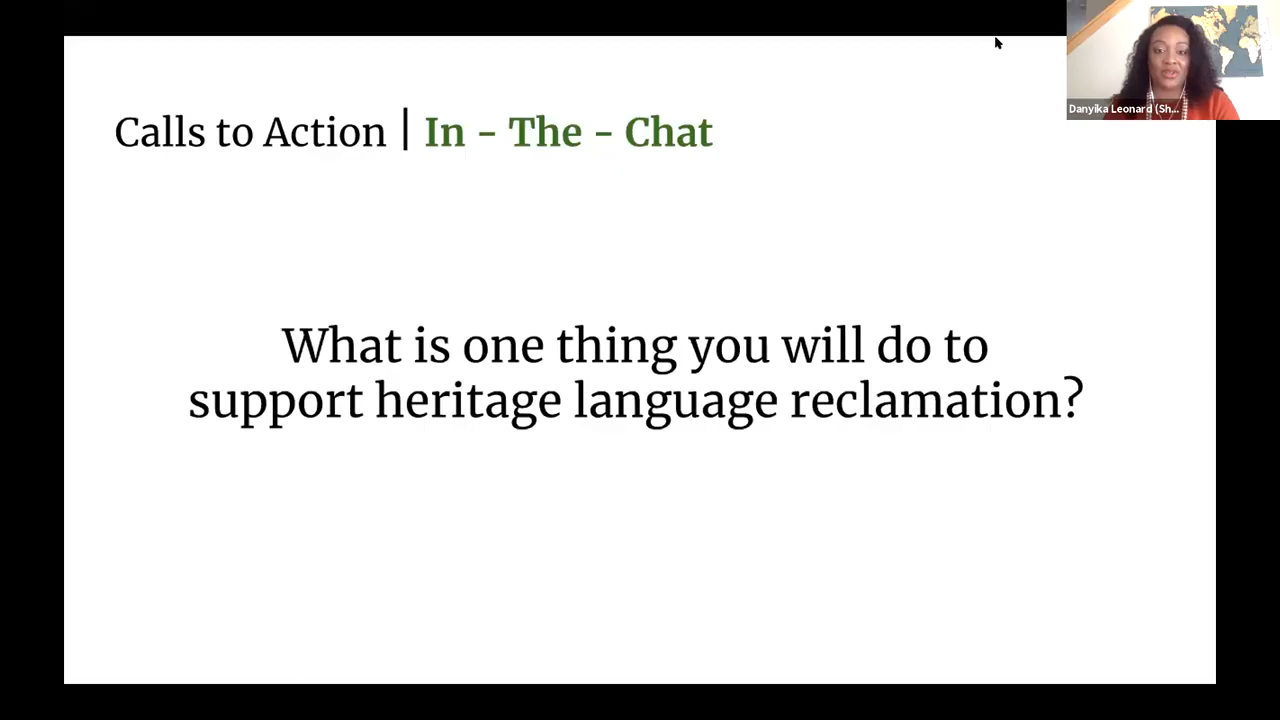 Danyika Leonard (Sh...
Calls to Action | In - The - Chat
What is one thing you will do to
support heritage language reclamation?